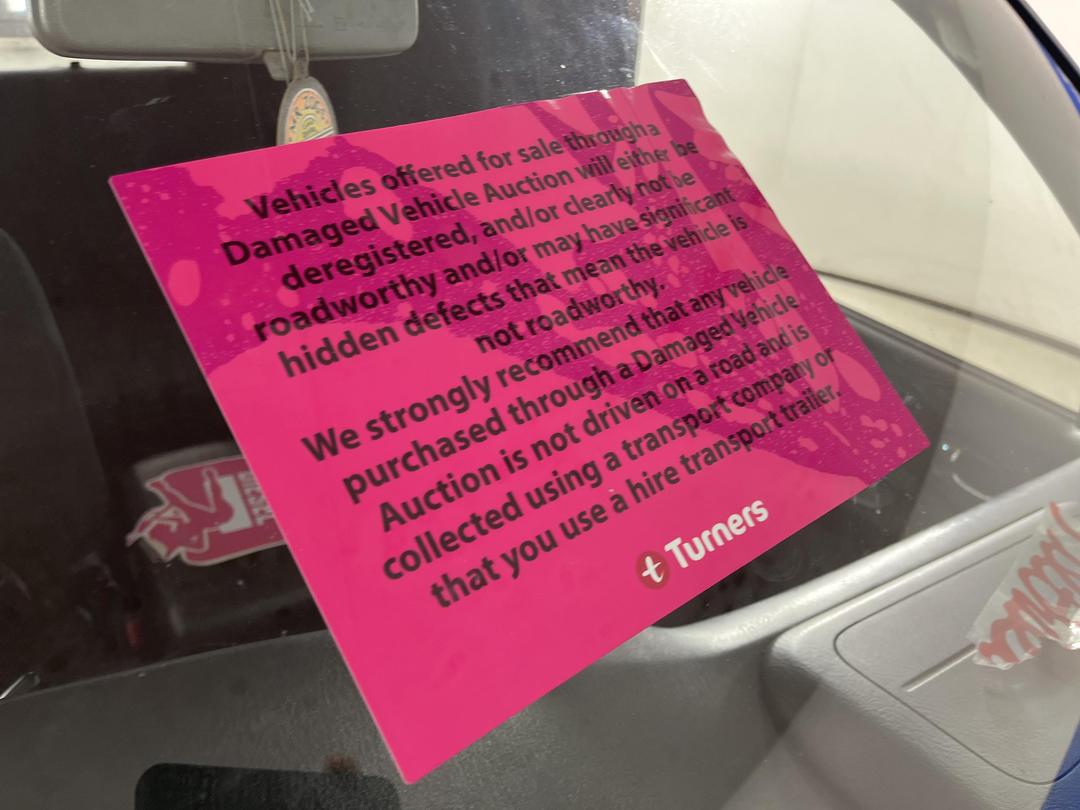 Vehicles offered for sale through a
Damaged Vehicle Auction will either be
deregistered, and/or clearly not be
roadworthy and/or may have significant
hidden defects that mean the vehicle is
not roadworthy.
We strongly recommend that any vehicle
purchased through a Damaged Vehicle
Auction is not driven on a road and is
collected using a transport company or
that you use a hire transport trailer.
t Turners